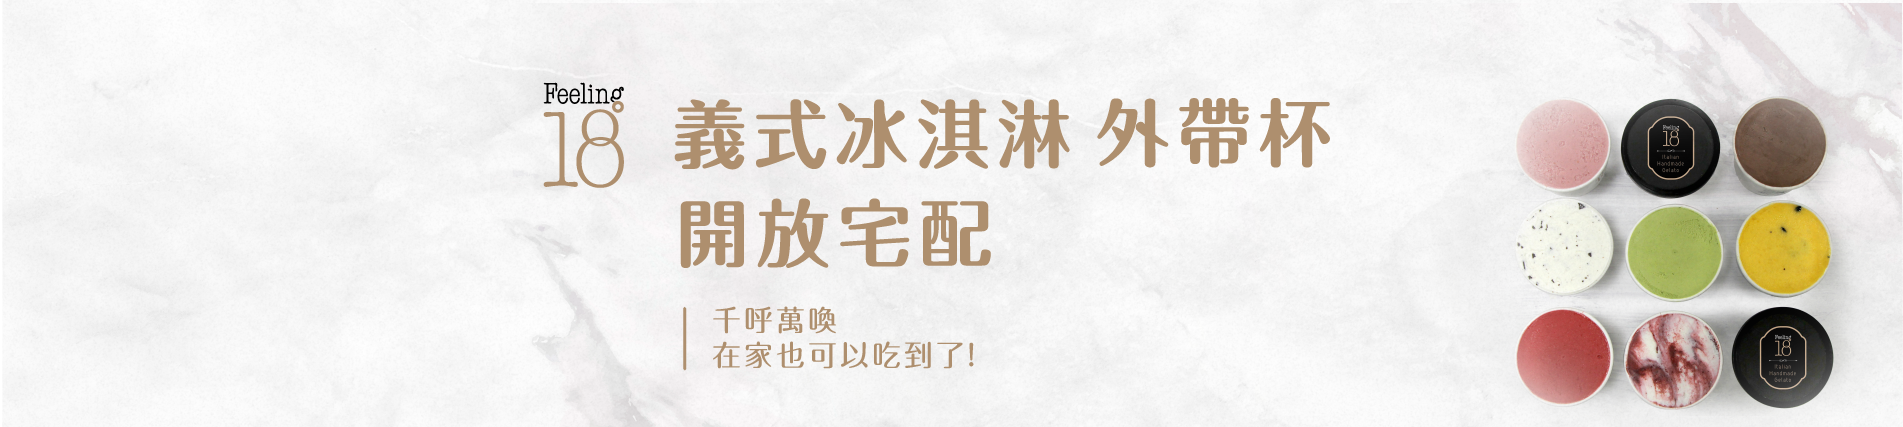 Feeling
18°
義式冰淇淋 外帶杯
開放宅配
千呼萬喚
在家也可以吃到了!
Feeling
18
Italian
Handmade
Gelato
Feeling
18
Italian
Handmade
Gelato